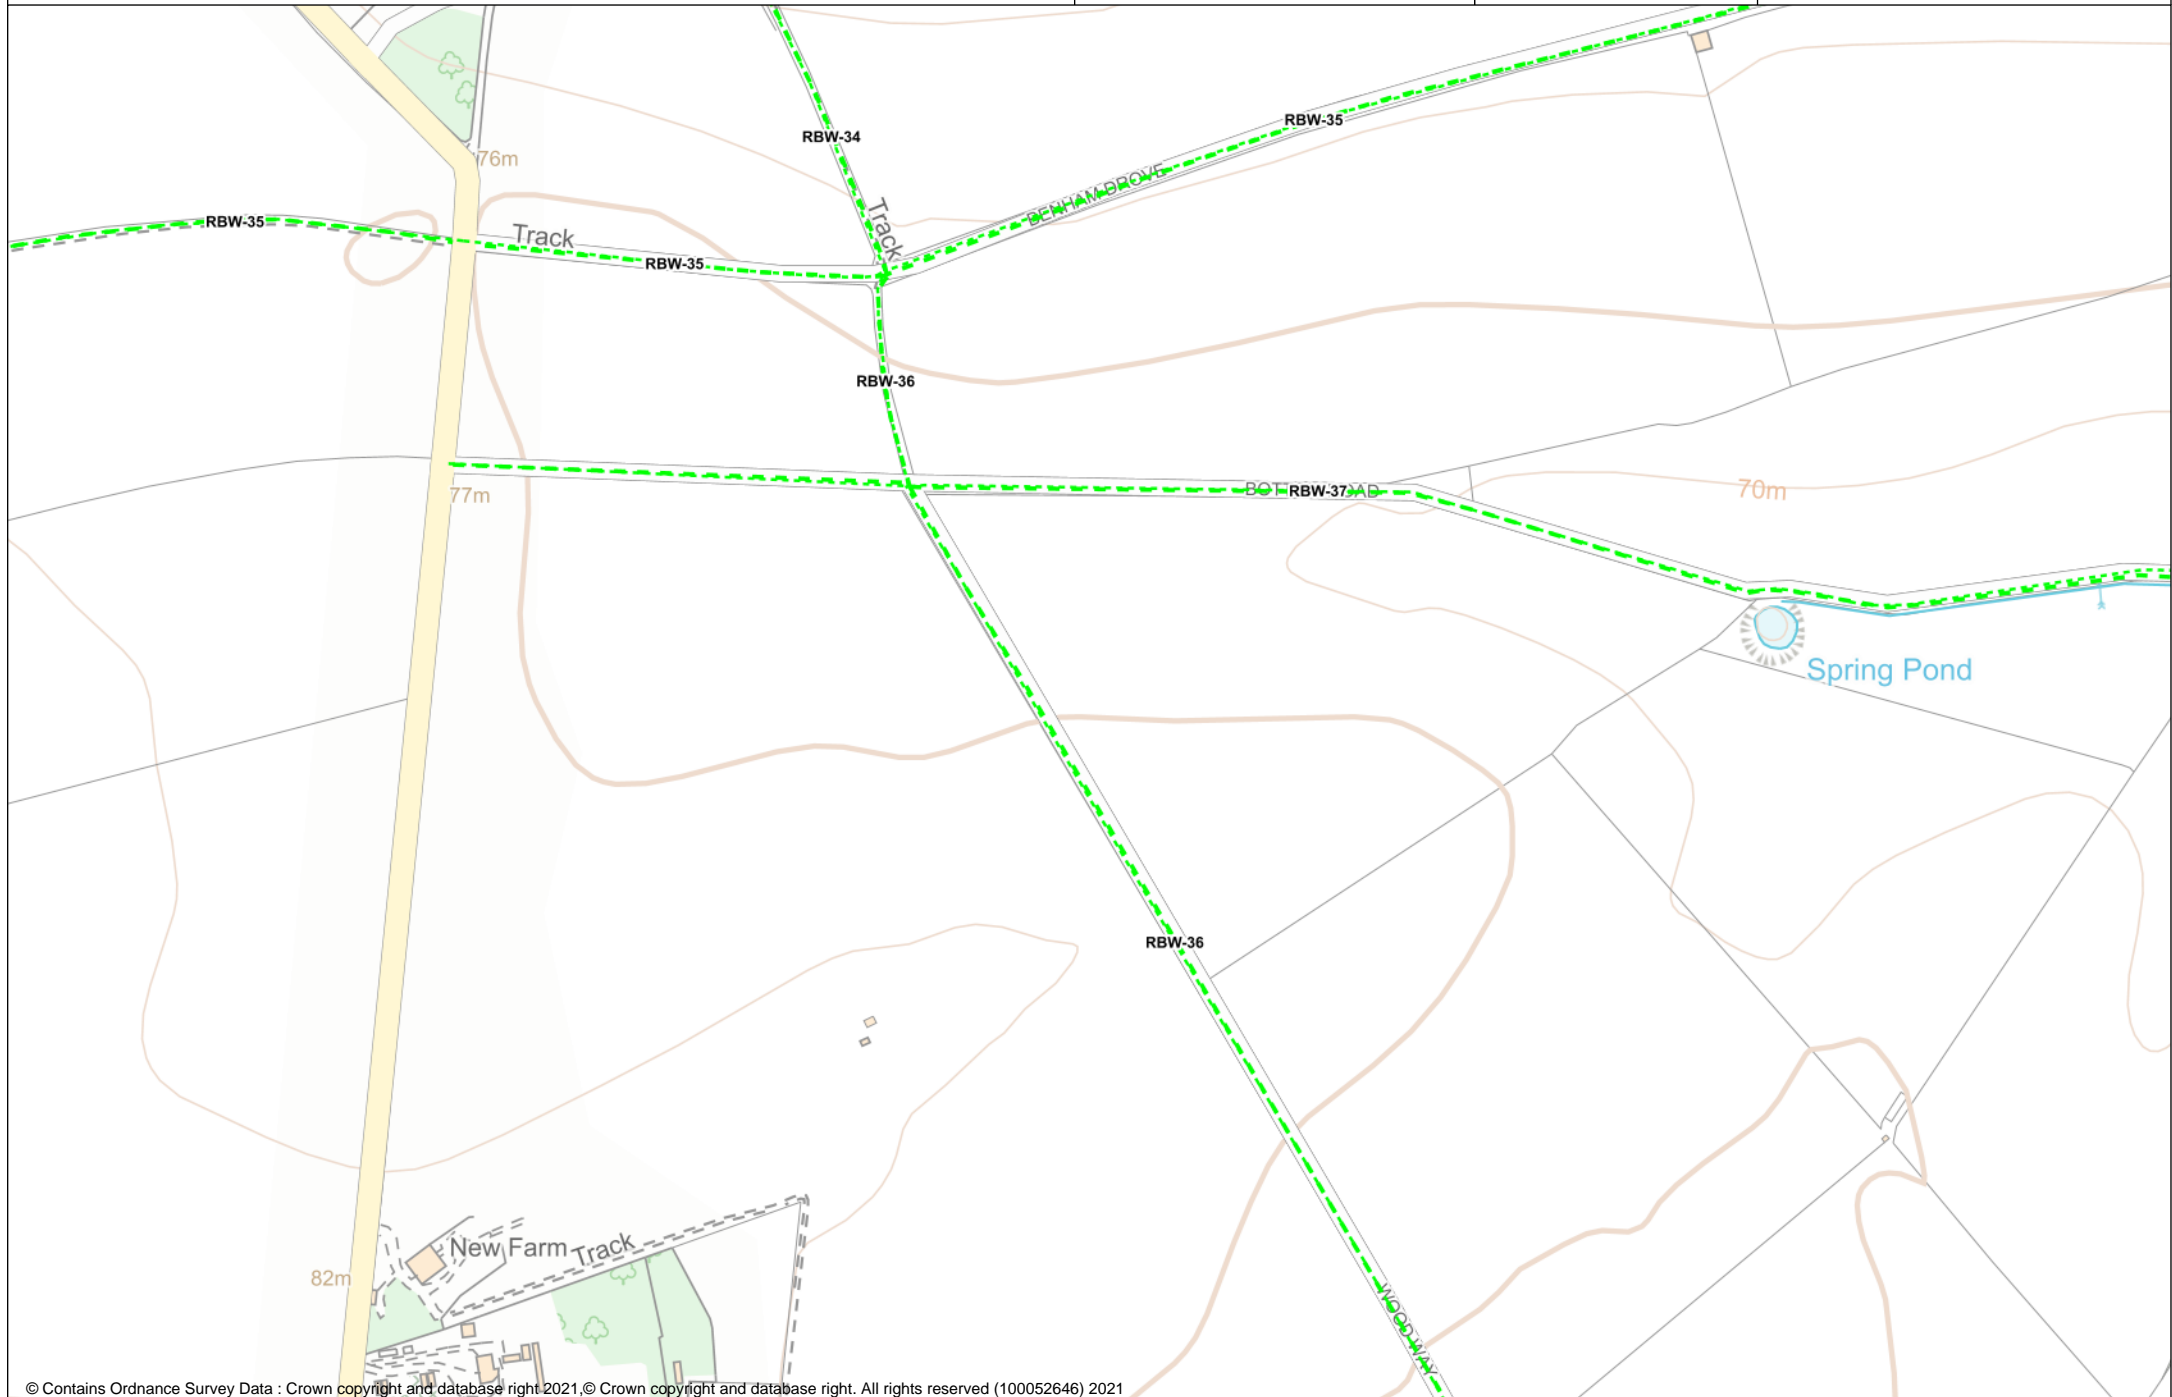 RBW-34
RBW-35
76m
BENHAM DROVE
Track
RBW-35
Track
RBW-35
RBW-36
RBW-37
70m
77m
Spring Pond
RBW-36
New Farm
Track
82m
WOOD WAY
© Contains Ordnance Survey Data : Crown copyright and database right 2021,© Crown copyright and database right. All rights reserved (100052646) 2021